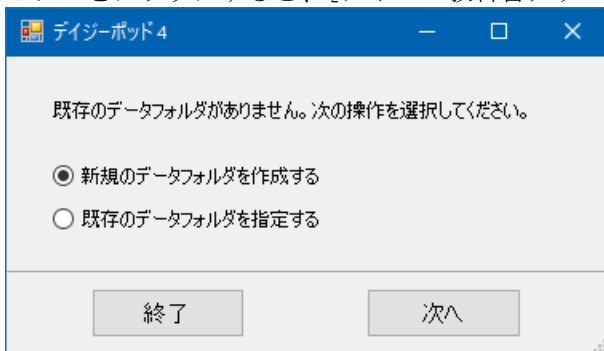 デイジーポッド4
既存のデータフォルダがありません。次の操作を選択してください。
新規のデータフォルダを作成する
既存のデータフォルダを指定する
終了
次へ